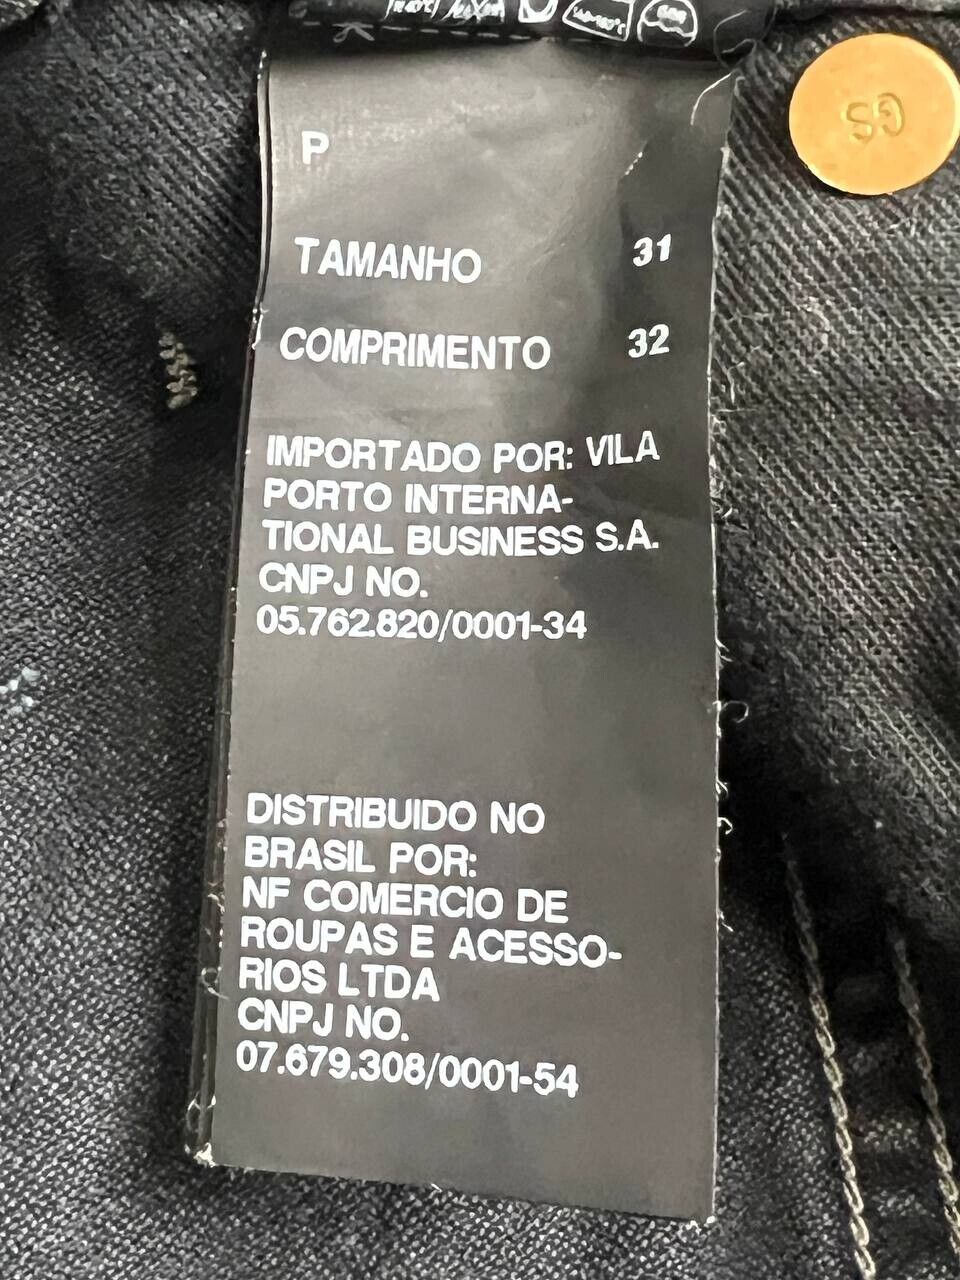 GS
P
TAMANHO 31
COMPRIMENTO 32
IMPORTADO POR: VILA
PORTO INTERNA-
TIONAL BUSINESS S.A.
CNPJ NO.
05.762.820/0001-34
DISTRIBUIDO NO
BRASIL POR:
NF COMERCIO DE
ROUPAS E ACESSO-
RIOS LTDA
CNPJ NO.
07.679.308/0001-54